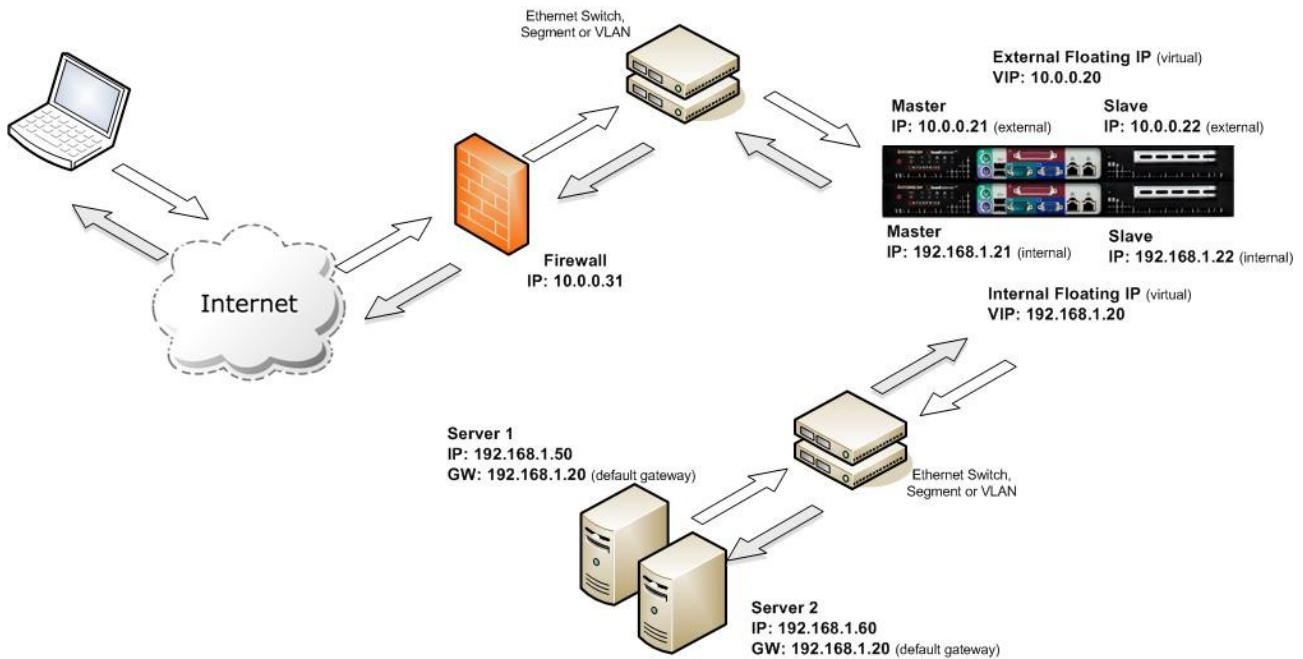 Ethernet Switch,
Segment or VLAN
External Floating IP (virtual)
VIP: 10.0.0.20
Master
IP: 10.0.0.21 (external)
Slave
IP: 10.0.0.22 (external)
Master
IP: 192.168.1.21 (internal)
Slave
IP: 192.168.1.22 (internal)
Firewall
IP: 10.0.0.31
Internet
Internal Floating IP (virtual)
VIP: 192.168.1.20
Server 1
IP: 192.168.1.50
GW: 192.168.1.20 (default gateway)
Ethernet Switch,
Segment or VLAN
Server 2
IP: 192.168.1.60
GW: 192.168.1.20 (default gateway)